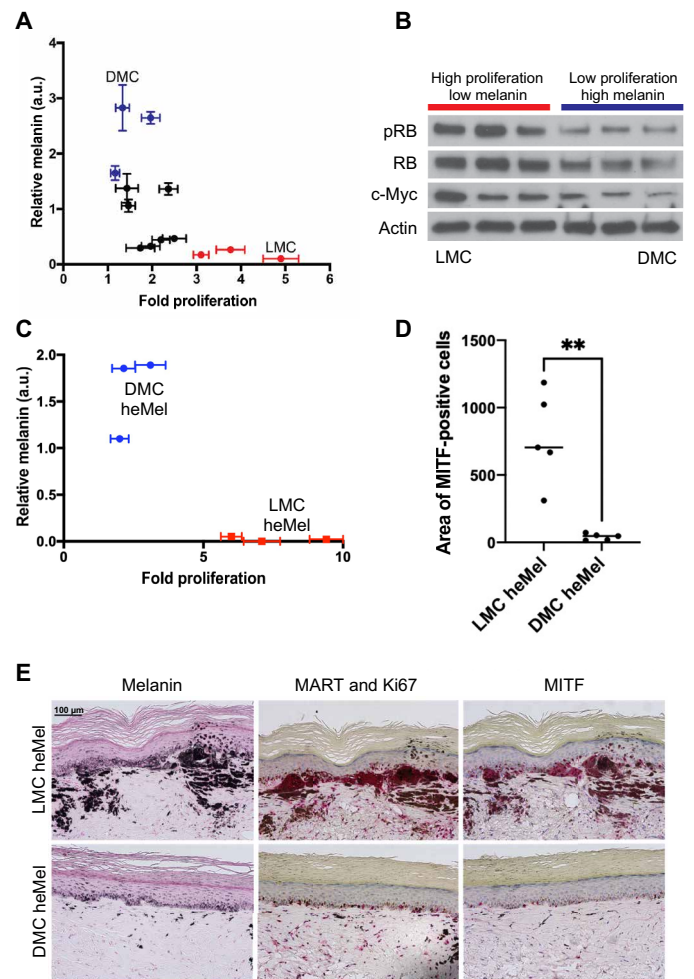 A
4
3
2
1
0
0
1
2
3
4
5
6
DMC
LMC
Relative melanin (a.u.)
Fold proliferation
B
High proliferation
low melanin
Low proliferation
high melanin
pRB
RB
c-Myc
Actin
LMC
DMC
C
2.0
1.5
1.0
0.5
0.0
0
5
10
DMC
heMel
LMC
heMel
Relative melanin (a.u.)
Fold proliferation
D
1500
1000
500
0
**
Area of MITF-positive cells
LMC heMel
DMC heMel
E
Melanin
MART and Ki67
MITF
100 μm
LMC heMel
DMC heMel